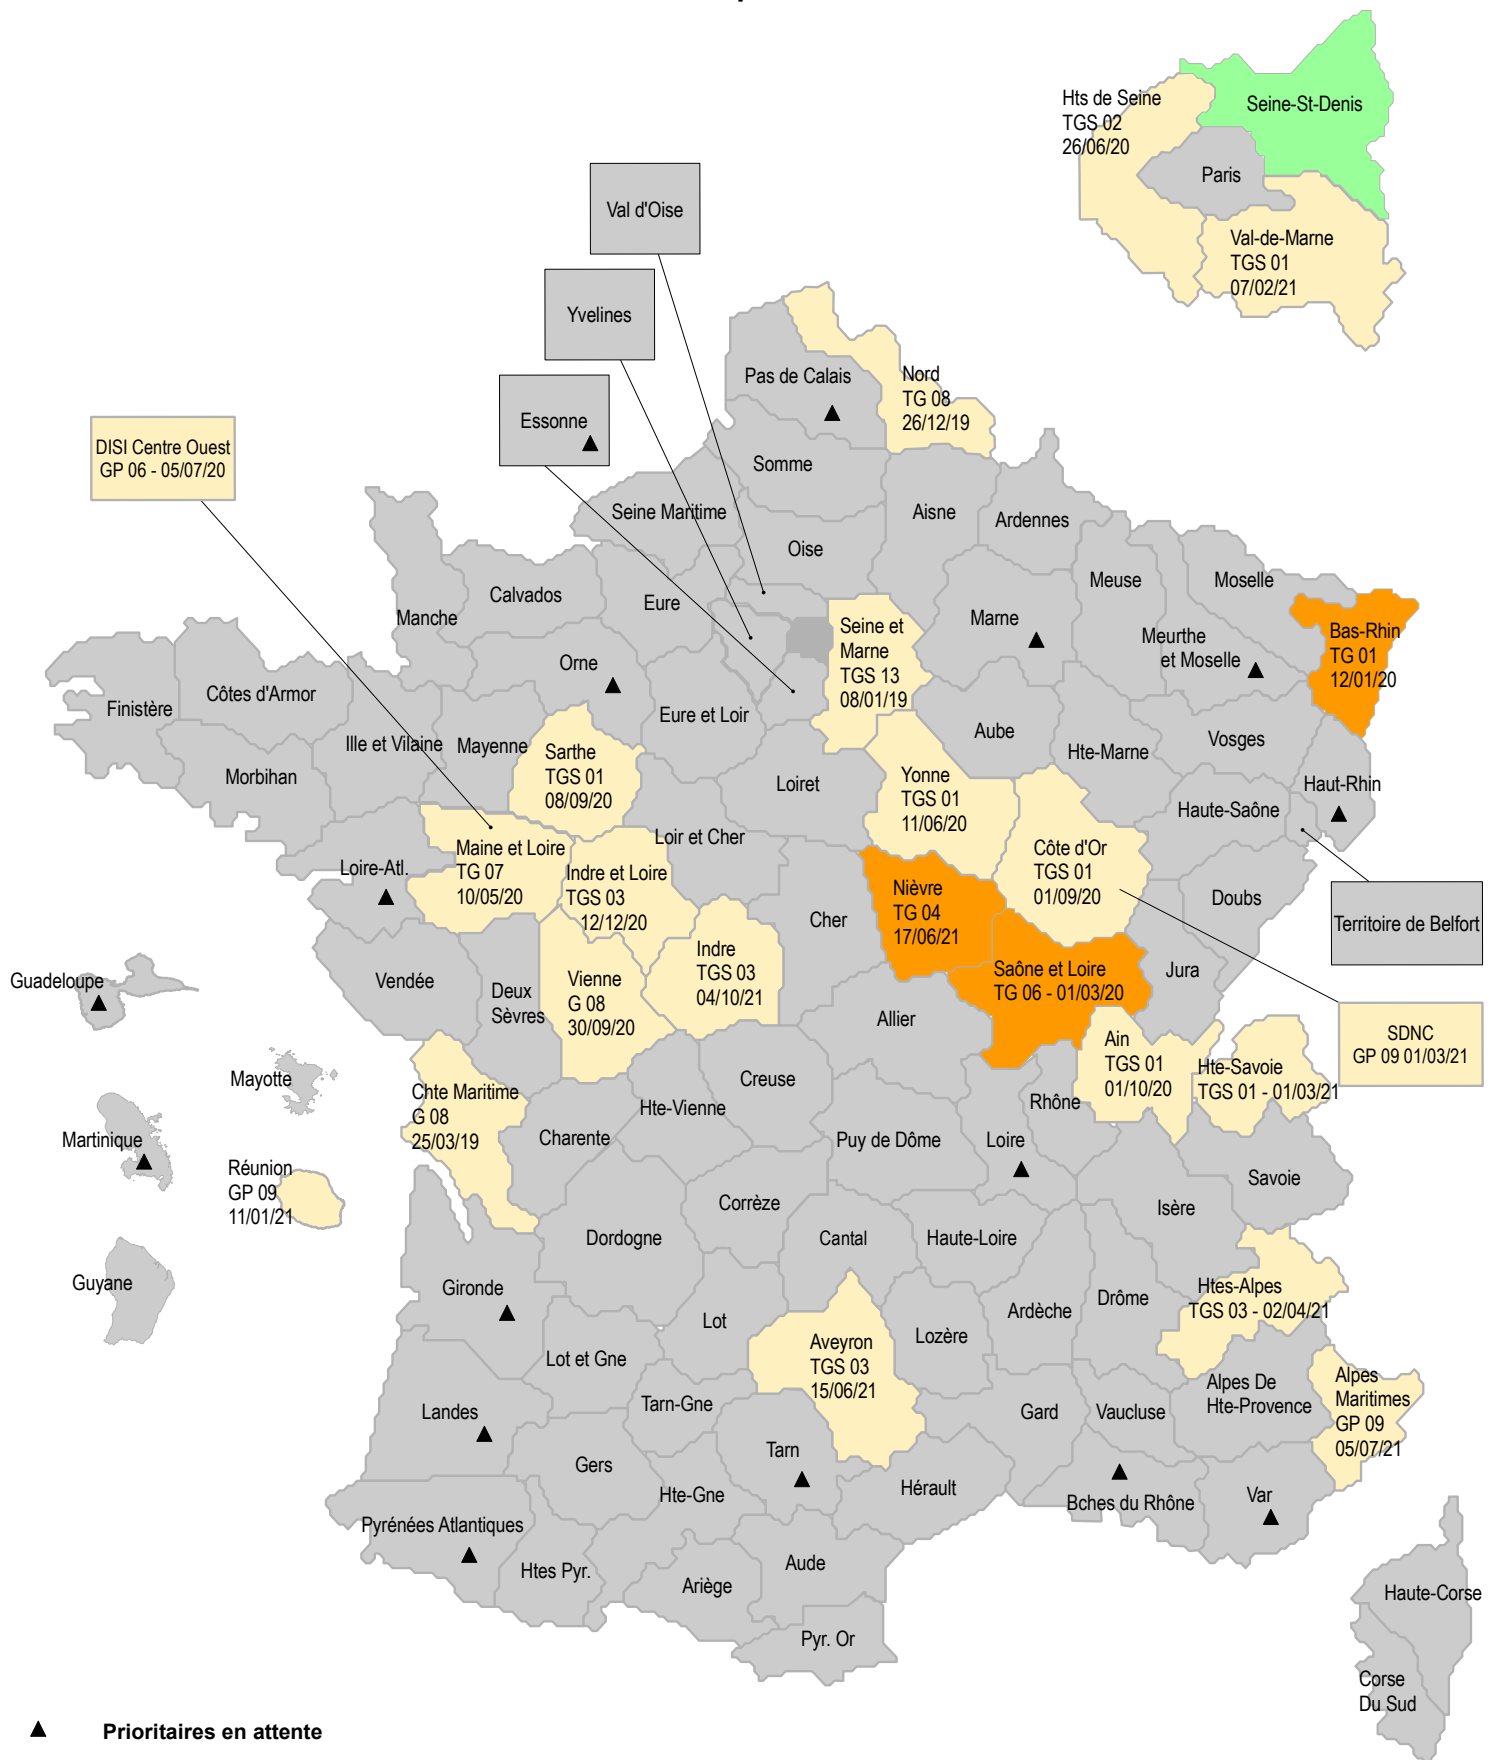 Hts de Seine
TGS 02
26/06/20
Seine-St-Denis
Paris
Val-de-Marne
TGS 01
07/02/21
Val d'Oise
Yvelines
Essonne
DISI Centre Ouest
GP 06 - 05/07/20
Pas de Calais
Nord
TG 08
26/12/19
Somme
Seine Maritime
Aisne
Ardennes
Oise
Meuse
Moselle
Calvados
Eure
Manche
Marne
Seine et
Marne
TGS 13
08/01/19
Meurthe
et Moselle
Bas-Rhin
TG 01
12/01/20
Orne
Côtes d'Armor
Finistère
Eure et Loir
Aube
Ille et Vilaine
Mayenne
Sarthe
TGS 01
08/09/20
Hte-Marne
Vosges
Morbihan
Loiret
Yonne
TGS 01
11/06/20
Haut-Rhin
Haute-Saône
Loir et Cher
Maine et Loire
TG 07
10/05/20
Côte d'Or
TGS 01
01/09/20
Loire-Atl.
Indre et Loire
TGS 03
12/12/20
Nièvre
TG 04
17/06/21
Doubs
Cher
Territoire de Belfort
Indre
TGS 03
04/10/21
Saône et Loire
TG 06 - 01/03/20
Jura
Guadeloupe
Vendée
Deux
Sèvres
Vienne
G 08
30/09/20
Allier
SDNC
GP 09 01/03/21
Ain
TGS 01
01/10/20
Hte-Savoie
TGS 01 - 01/03/21
Mayotte
Chte Maritime
G 08
25/03/19
Creuse
Hte-Vienne
Rhône
Martinique
Charente
Puy de Dôme
Loire
Réunion
GP 09
11/01/21
Savoie
Corrèze
Isère
Dordogne
Cantal
Haute-Loire
Guyane
Gironde
Htes-Alpes
TGS 03 - 02/04/21
Drôme
Ardèche
Lot
Lozère
Aveyron
TGS 03
15/06/21
Lot et Gne
Alpes De
Hte-Provence
Alpes
Maritimes
GP 09
05/07/21
Landes
Tarn-Gne
Gard
Vaucluse
Tarn
Gers
Hérault
Hte-Gne
Bches du Rhône
Var
Pyrénées Atlantiques
Htes Pyr.
Aude
Ariège
Haute-Corse
Pyr. Or
Corse
Du Sud
Prioritaires en attente